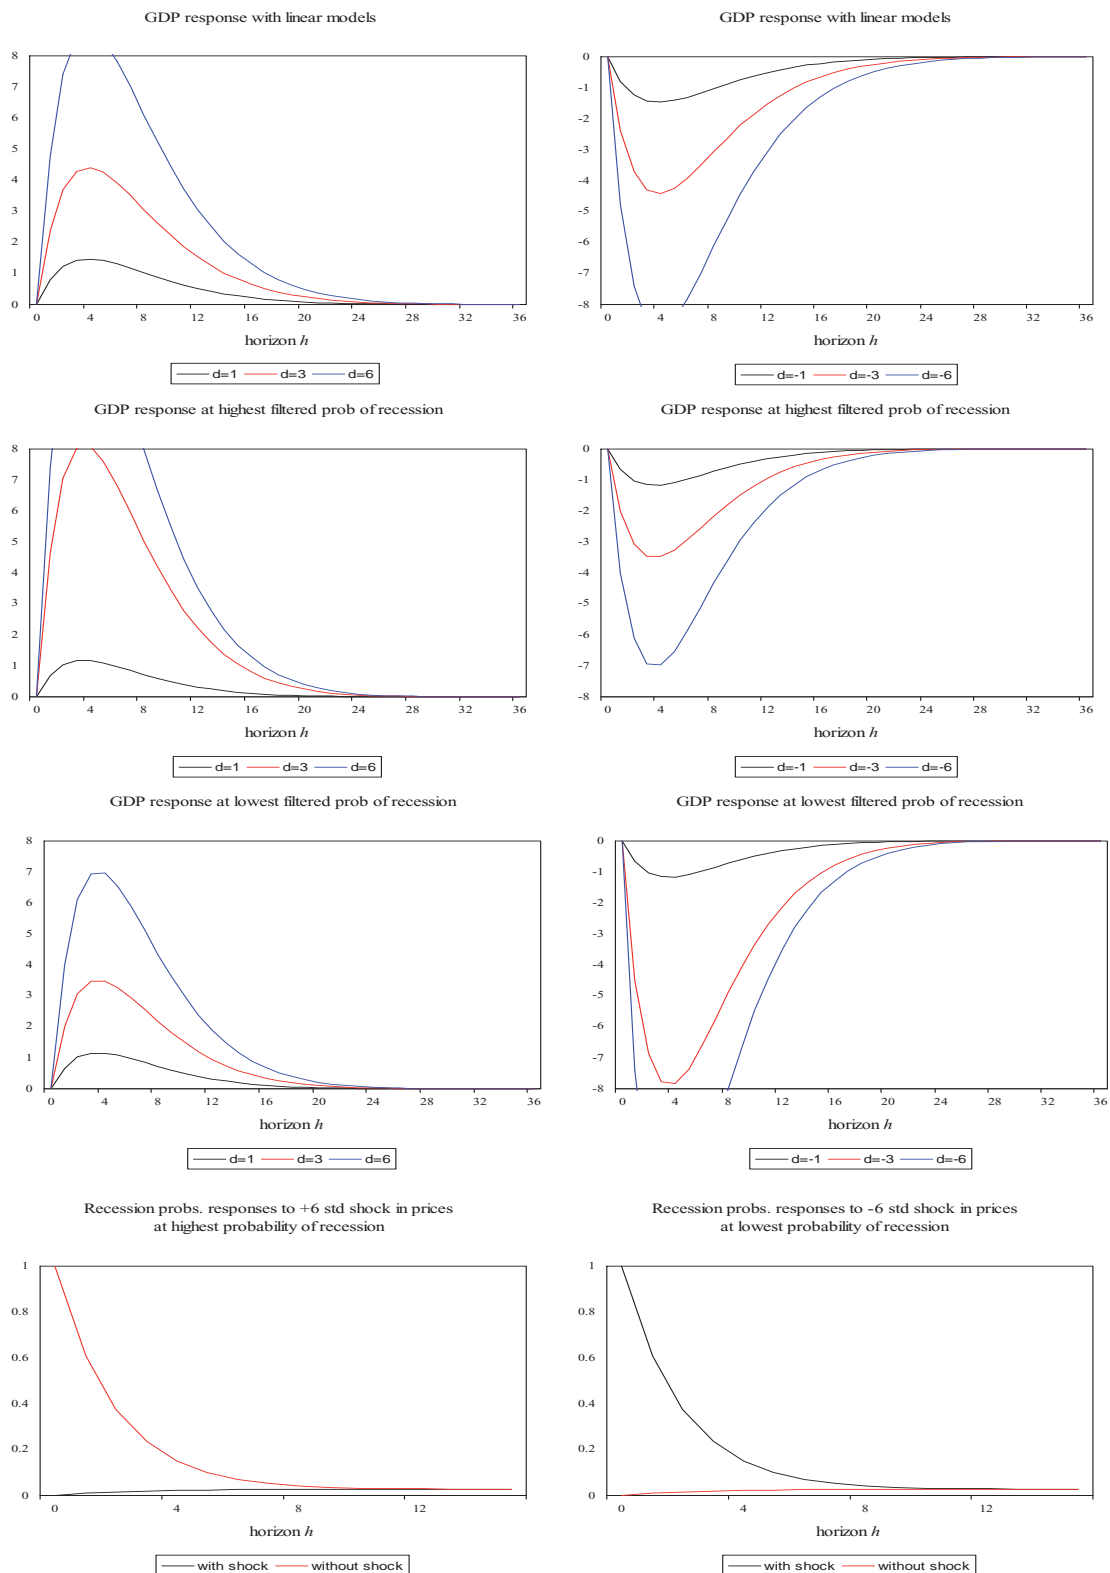 GDP response with linear models
8
7
6
5
4
3
2
1
0
0 4 8 12 16 20 24 28 32 36
horizon h
d=1 d=3 d=6
GDP response with linear models
0
-1
-2
-3
-4
-5
-6
-7
-8
0 4 8 12 16 20 24 28 32 36
horizon h
d=-1 d=-3 d=-6
GDP response at highest filtered prob of recession
8
7
6
5
4
3
2
1
0
0 4 8 12 16 20 24 28 32 36
horizon h
d=1 d=3 d=6
GDP response at highest filtered prob of recession
0
-1
-2
-3
-4
-5
-6
-7
-8
0 4 8 12 16 20 24 28 32 36
horizon h
d=-1 d=-3 d=-6
GDP response at lowest filtered prob of recession
8
7
6
5
4
3
2
1
0
0 4 8 12 16 20 24 28 32 36
horizon h
d=1 d=3 d=6
GDP response at lowest filtered prob of recession
0
-1
-2
-3
-4
-5
-6
-7
-8
0 4 8 12 16 20 24 28 32 36
horizon h
d=-1 d=-3 d=-6
Recession probs. responses to +6 std shock in prices
at highest probability of recession
1
0.8
0.6
0.4
0.2
0
0 4 8 12
horizon h
with shock without shock
Recession probs. responses to -6 std shock in prices
at lowest probability of recession
1
0.8
0.6
0.4
0.2
0
0 4 8 12
horizon h
with shock without shock